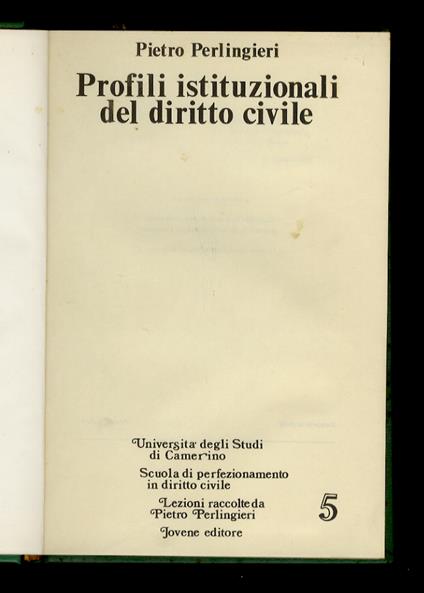 Pietro Perlingieri
Profili istituzionali
del diritto civile
Università degli Studi
di Camerino
Scuola di perfezionamento
in diritto civile
Lezioni raccolte da
Pietro Perlingieri
5
Jovene editore